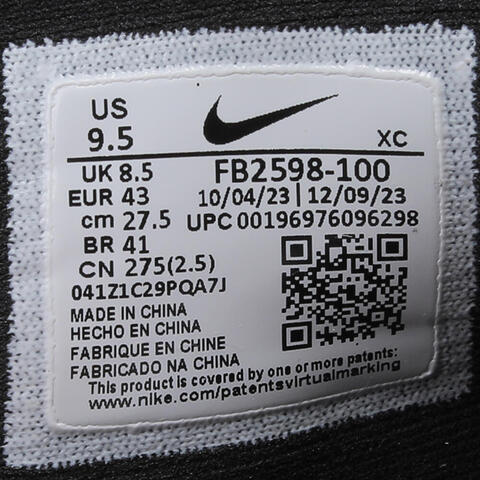 US
9.5
XC
UK 8.5
FB2598-100
EUR 43
10/04/23 | 12/09/23
cm 27.5
UPC 00196976096298
BR 41
CN 275(2.5)
041Z1C29PQA7J
MADE IN CHINA
HECHO EN CHINA
FABRIQUE EN CHINE
FABRICADO NA CHINA
This product is covered by one or more patents:
www.nike.com/patentsvirtualmarking